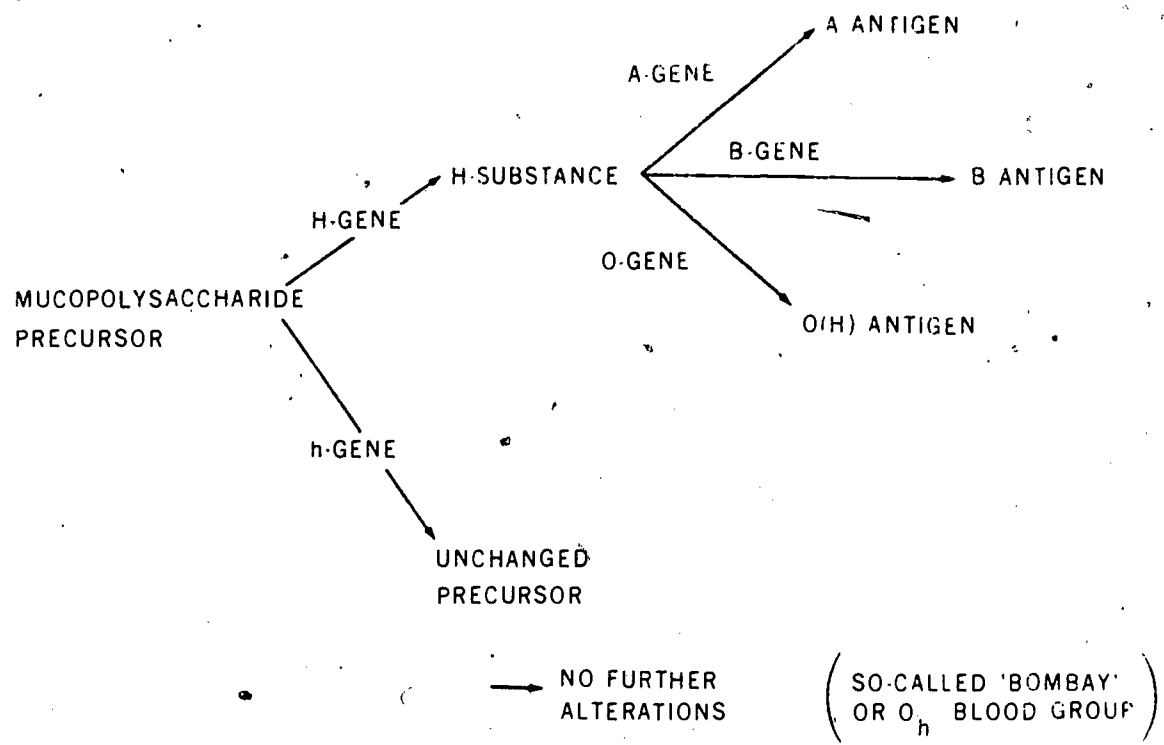 A ANTIGEN
A-GENE
B-GENE
H-SUBSTANCE
B ANTIGEN
H-GENE
O-GENE
MUCOPOLYSACCHARIDE
PRECURSOR
O(H) ANTIGEN
h-GENE
UNCHANGED
PRECURSOR
NO FURTHER
ALTERATIONS
(SO-CALLED 'BOMBAY'
OR Oh BLOOD GROUP)